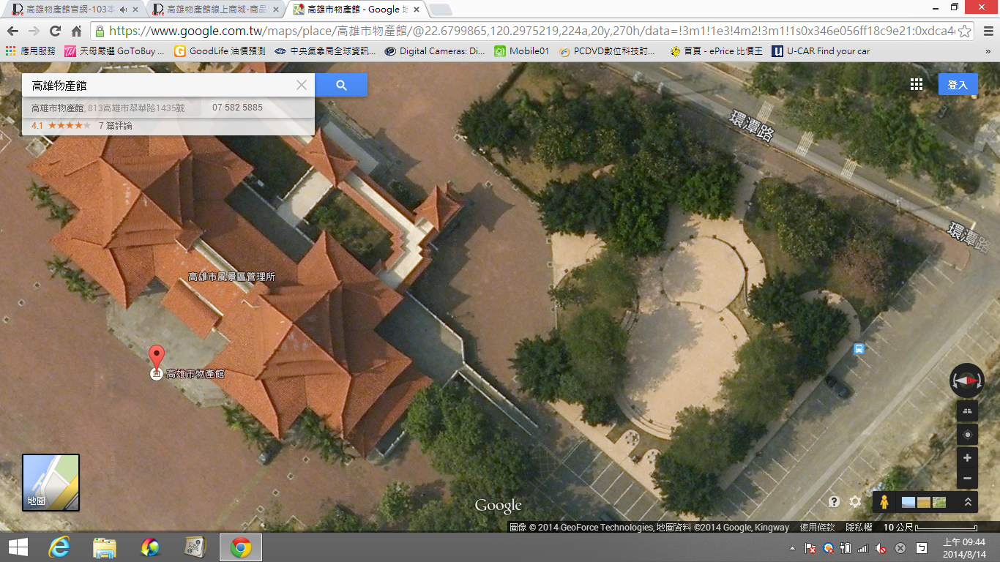 高雄物產館官網-103本
高雄物產館線上商城-商品
高雄市物產館 - Google 地
https://www.google.com.tw/maps/place/高雄市物產館/@22.6799865,120.2975219,224a,20y,270h/data=!3m1!1e3!4m2!3m1!1s0x346e056ff18c9e21:0xdca4
應用服務
天母嚴選 GoToBuy ...
GoodLife 油價預測
中央氣象局全球資訊...
Digital Cameras: Di...
Mobile01
PCDVD數位科技討...
首頁 - ePrice 比價王
U-CAR Find your car
»
高雄物產館
登入
高雄市物產館, 813高雄市翠華路1435號
07 582 5885
4.1 ★★★★★ 7 篇評論
環潭路
環潭路
高雄市風景區管理所
高雄市物產館
地圖
Google
圖像 © 2014 GeoForce Technologies, 地圖資料 ©2014 Google, Kingway
使用條款
隱私權
10 公尺
上午 09:44
2014/8/14